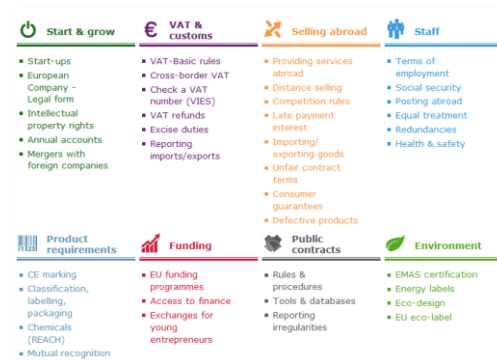 Start & grow
Start-ups
European
Company -
Legal form
Intellectual
property rights
Annual accounts
Mergers with
foreign companies
€ VAT &
customs
VAT-Basic rules
Cross-border VAT
Check a VAT
number (VIES)
VAT refunds
Excise duties
Reporting
imports/exports
Selling abroad
Providing services
abroad
Distance selling
Competition rules
Late payment
interest
Importing/
exporting goods
Unfair contract
terms
Consumer
guarantees
Defective products
Staff
Terms of
employment
Social security
Posting abroad
Equal treatment
Redundancies
Health & safety
Product
requirements
CE marking
Classification,
labelling,
packaging
Chemicals
(REACH)
Mutual recognition
Funding
EU funding
programmes
Access to finance
Exchanges for
young
entrepreneurs
Public
contracts
Rules &
procedures
Tools & databases
Reporting
irregularities
Environment
EMAS certification
Energy labels
Eco-design
EU eco-label